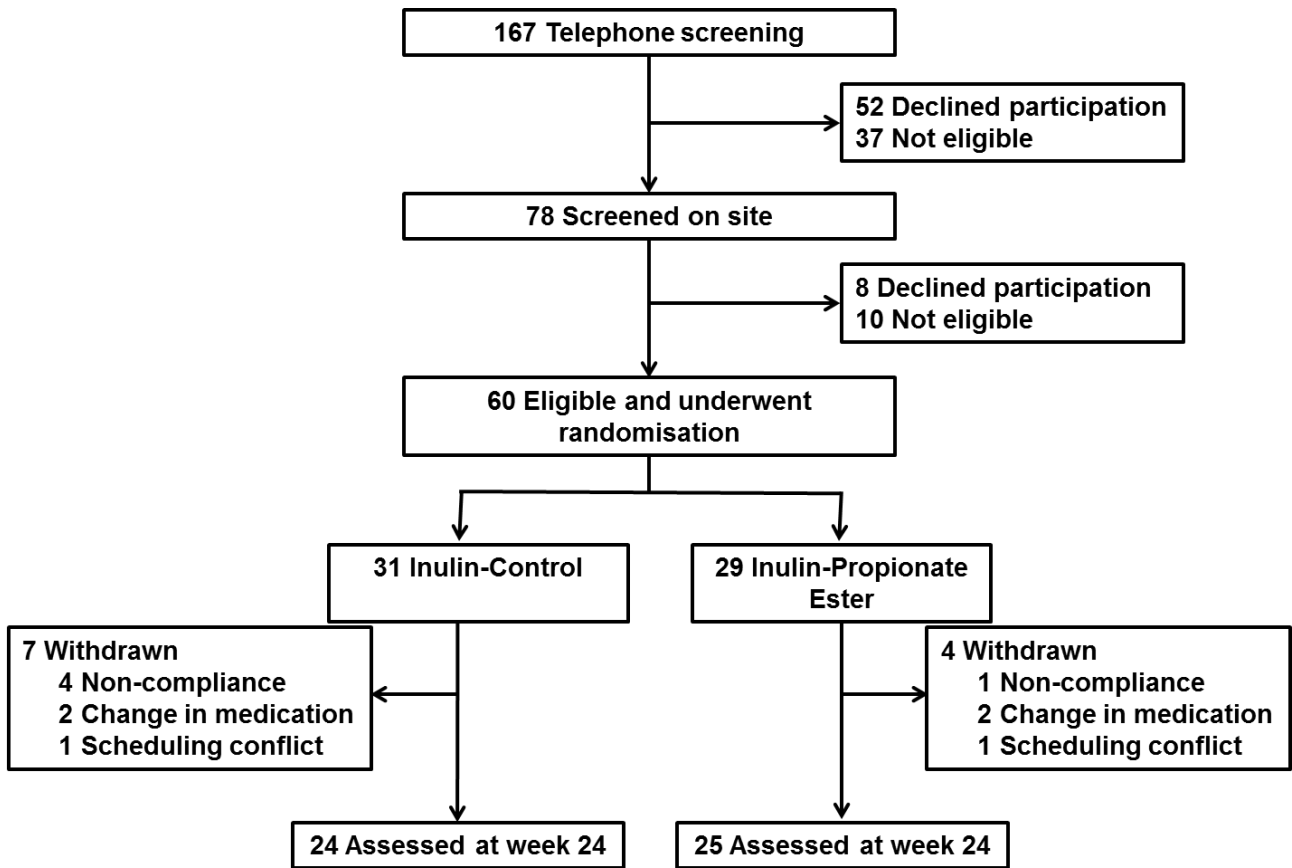 167 Telephone screening
52 Declined participation
37 Not eligible
78 Screened on site
8 Declined participation
10 Not eligible
60 Eligible and underwent
randomisation
31 Inulin-Control
29 Inulin-Propionate
Ester
7 Withdrawn
4 Non-compliance
2 Change in medication
1 Scheduling conflict
4 Withdrawn
1 Non-compliance
2 Change in medication
1 Scheduling conflict
24 Assessed at week 24
25 Assessed at week 24